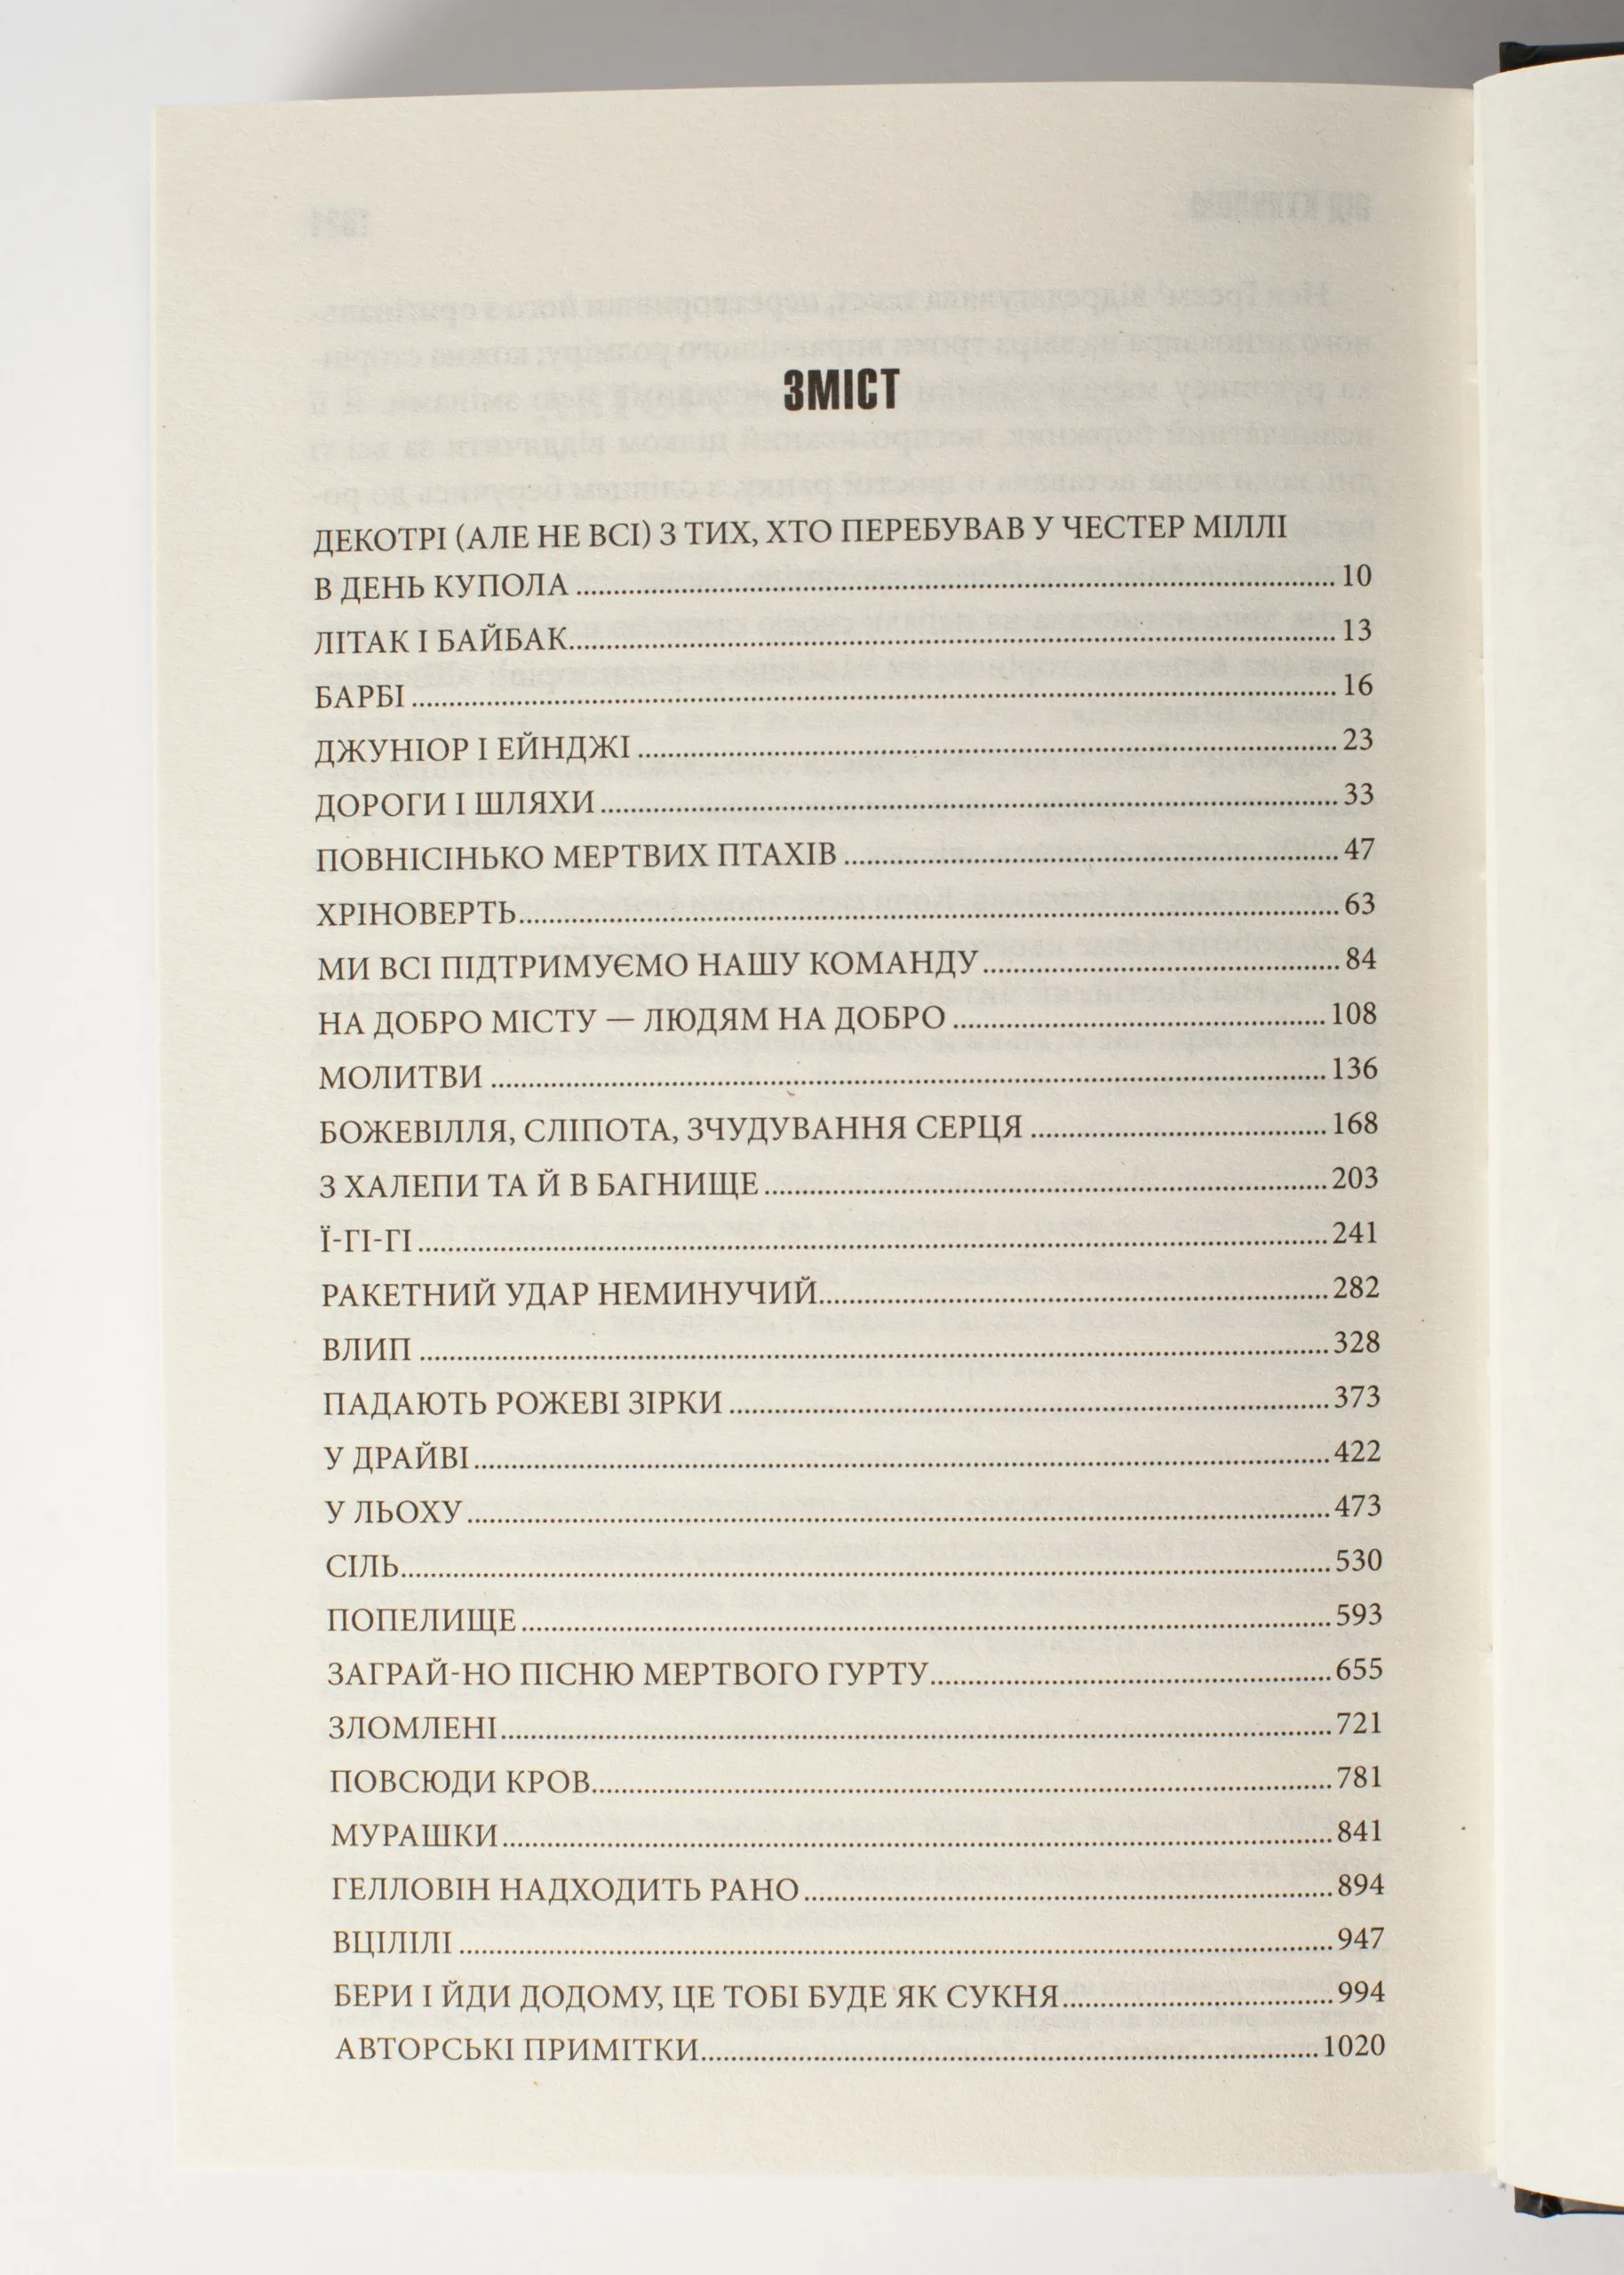 ЗМІСТ
ДЕКОТРІ (АЛЕ НЕ ВСІ) З ТИХ, ХТО ПЕРЕБУВАВ У ЧЕСТЕР МІЛЛІ
В ДЕНЬ КУПОЛА 10
ЛІТАК І БАЙБАК 13
БАРБІ 16
ДЖУНІОР І ЕЙНДЖІ 23
ДОРОГИ І ШЛЯХИ 33
ПОВНІСІНЬКО МЕРТВИХ ПТАХІВ 47
ХРІНОВЕРТЬ 63
МИ ВСІ ПІДТРИМУЄМО НАШУ КОМАНДУ 84
НА ДОБРО МІСТУ — ЛЮДЯМ НА ДОБРО 108
МОЛИТВИ 136
БОЖЕВІЛЛЯ, СЛІПОТА, ЗЧУДУВАННЯ СЕРЦЯ 168
З ХАЛЕПИ ТА Й В БАГНИЩЕ 203
Ї-ГІ-ГІ 241
РАКЕТНИЙ УДАР НЕМИНУЧИЙ 282
ВЛИП 328
ПАДАЮТЬ РОЖЕВІ ЗІРКИ 373
У ДРАЙВІ 422
У ЛЬОХУ 473
СІЛЬ 530
ПОПЕЛИЩЕ 593
ЗАГРАЙ-НО ПІСНЮ МЕРТВОГО ГУРТУ 655
ЗЛОМЛЕНІ 721
ПОВСЮДИ КРОВ 781
МУРАШКИ 841
ГЕЛЛОВІН НАДХОДИТЬ РАНО 894
ВЦІЛІЛІ 947
БЕРИ І ЙДИ ДОДОМУ, ЦЕ ТОБІ БУДЕ ЯК СУКНЯ 994
АВТОРСЬКІ ПРИМІТКИ 1020